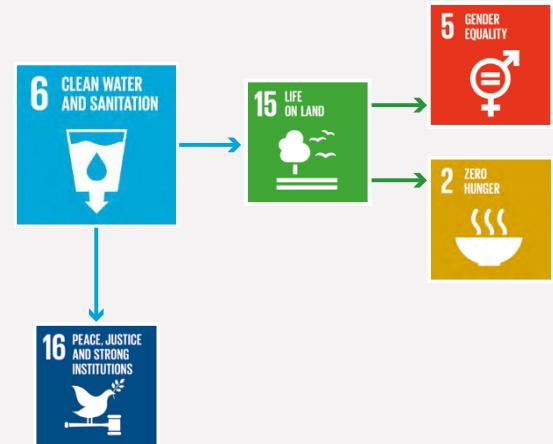 5 GENDER
EQUALITY
6 CLEAN WATER
AND SANITATION
15 LIFE
ON LAND
2 ZERO
HUNGER
16 PEACE, JUSTICE
AND STRONG
INSTITUTIONS